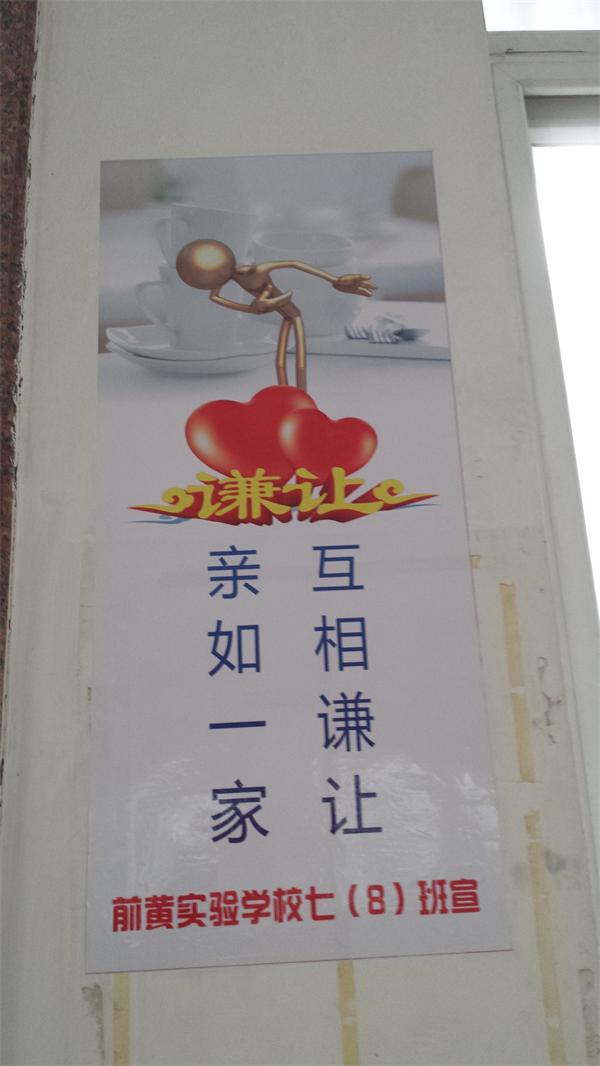 谦让
互相谦让
亲如一家
前黄实验学校七（8）班宣